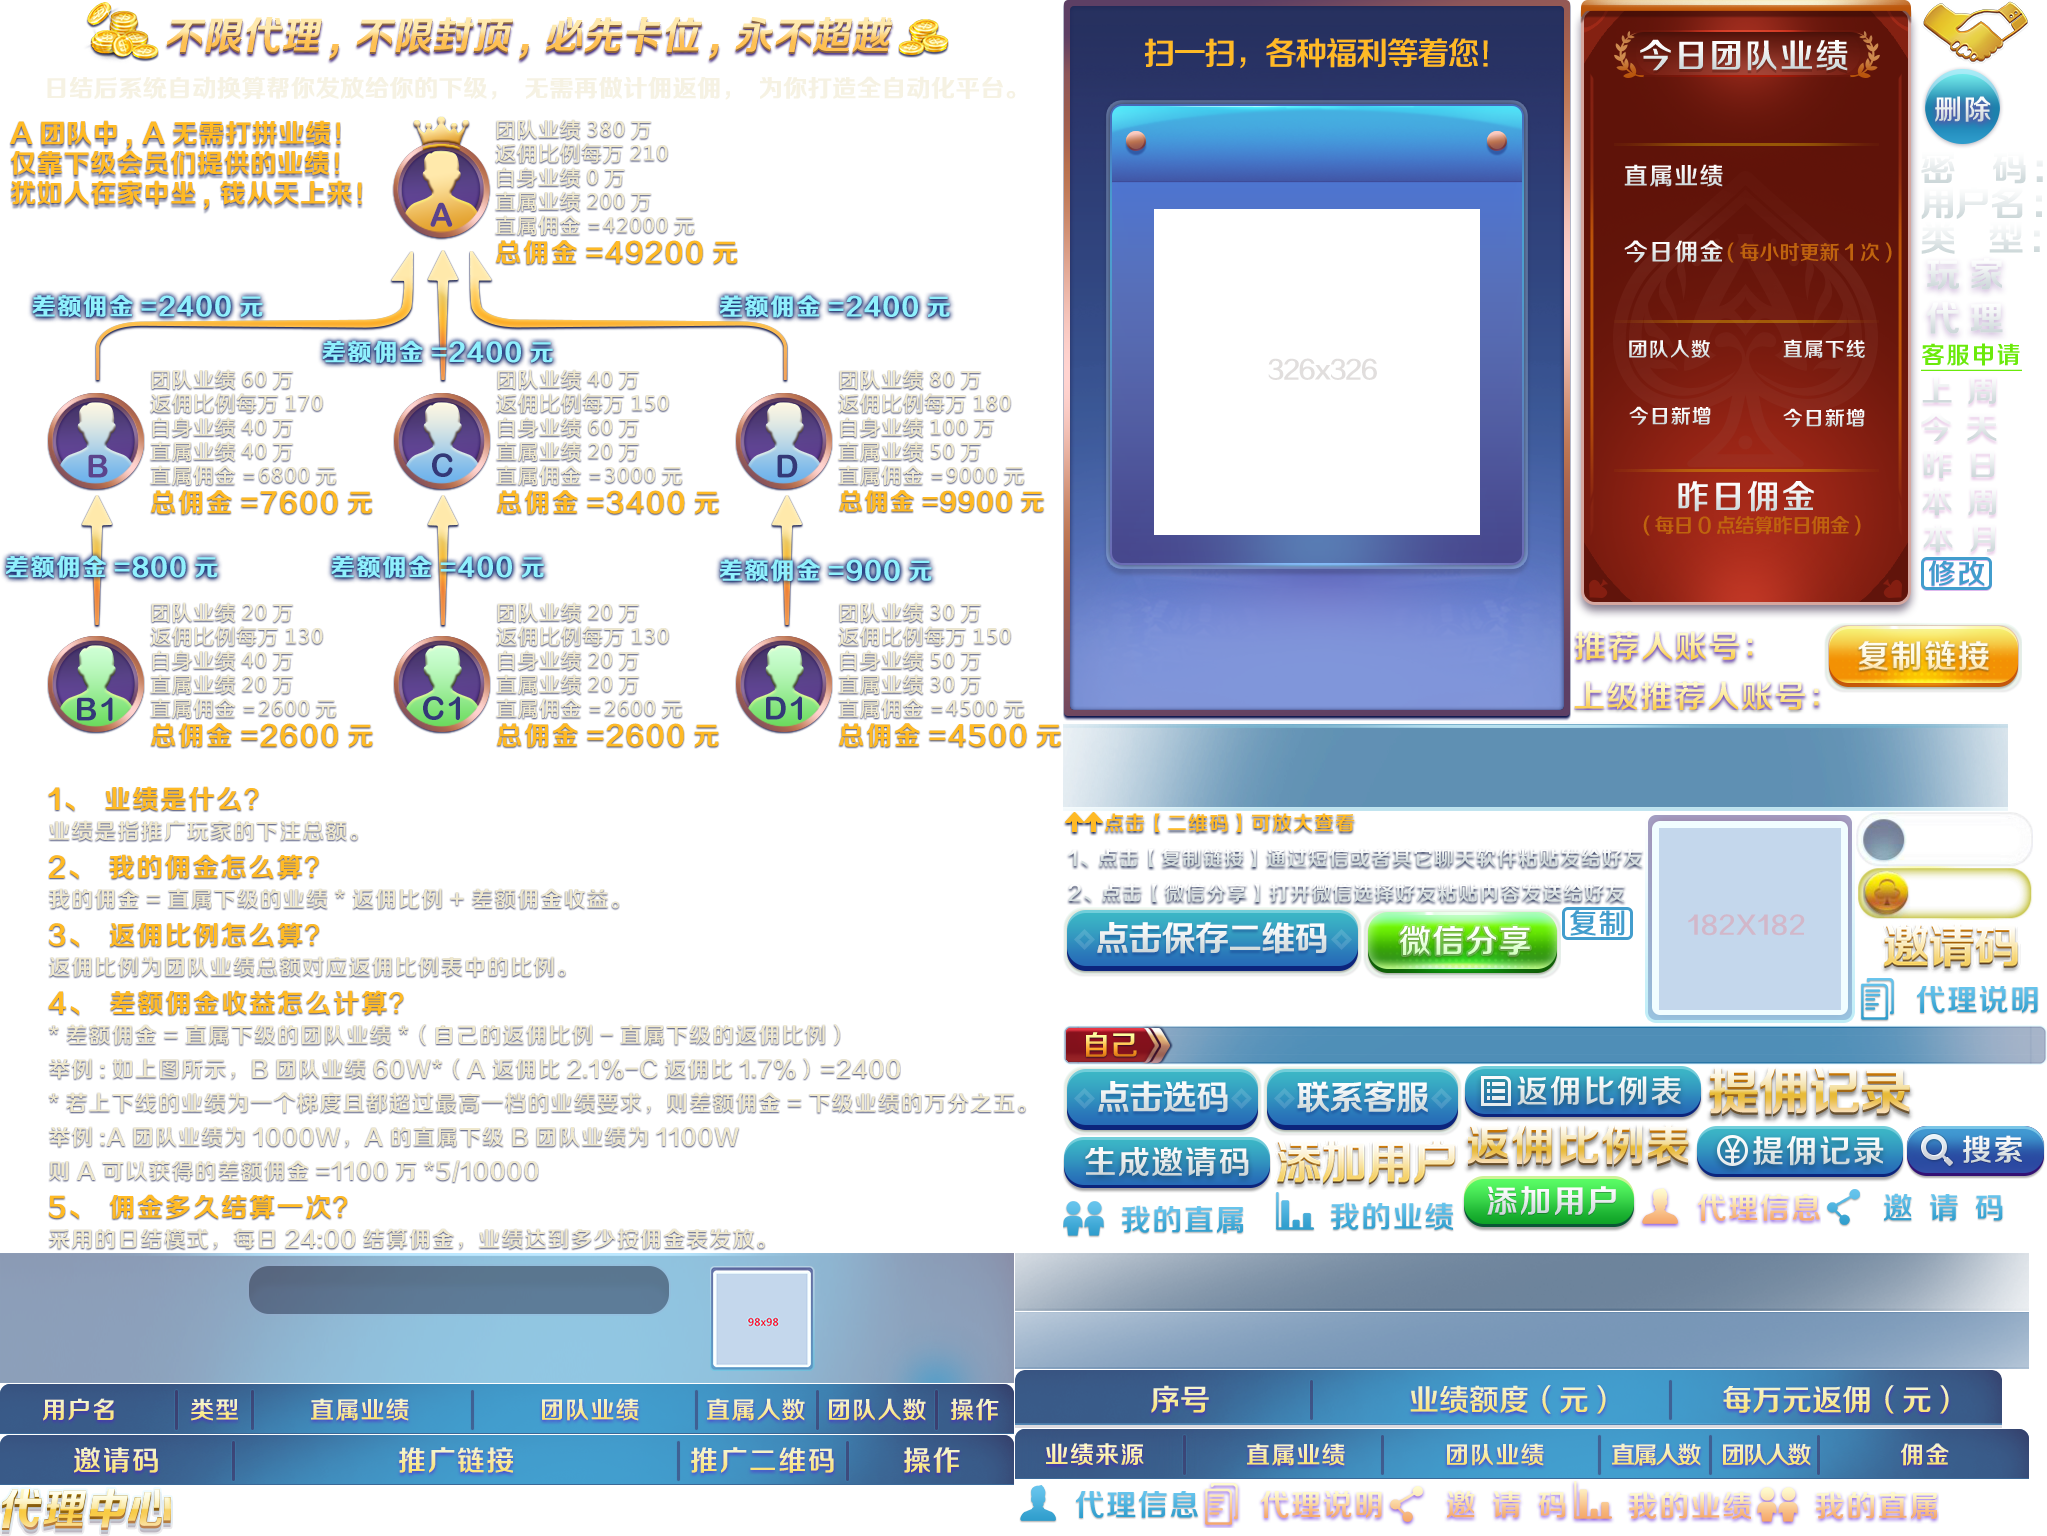 不限代理，不限封顶，必先卡位，永不超越
日结后系统自动换算帮你发放给你的下级， 无需再做计佣返佣， 为你打造全自动化平台。
A 团队中，A 无需打拼业绩！
仅靠下级会员们提供的业绩！
犹如人在家中坐，钱从天上来！
A
团队业绩 380 万
返佣比例每万 210
自身业绩 0 万
直属业绩 200 万
直属佣金 =42000 元
总佣金 =49200 元
差额佣金 =2400 元
差额佣金 =2400 元
差额佣金 =2400 元
B
团队业绩 60 万
返佣比例每万 170
自身业绩 40 万
直属业绩 40 万
直属佣金 =6800 元
总佣金 =7600 元
C
团队业绩 40 万
返佣比例每万 150
自身业绩 60 万
直属业绩 20 万
直属佣金 =3000 元
总佣金 =3400 元
D
团队业绩 80 万
返佣比例每万 180
自身业绩 100 万
直属业绩 50 万
直属佣金 =9000 元
总佣金 =9900 元
差额佣金 =800 元
差额佣金 =400 元
差额佣金 =900 元
B1
团队业绩 20 万
返佣比例每万 130
自身业绩 40 万
直属业绩 20 万
直属佣金 =2600 元
总佣金 =2600 元
C1
团队业绩 20 万
返佣比例每万 130
自身业绩 20 万
直属业绩 20 万
直属佣金 =2600 元
总佣金 =2600 元
D1
团队业绩 30 万
返佣比例每万 150
自身业绩 50 万
直属业绩 30 万
直属佣金 =4500 元
总佣金 =4500 元
1、 业绩是什么？
业绩是指推广玩家的下注总额。
2、 我的佣金怎么算？
我的佣金 = 直属下级的业绩 * 返佣比例 + 差额佣金收益。
3、 返佣比例怎么算？
返佣比例为团队业绩总额对应返佣比例表中的比例。
4、 差额佣金收益怎么计算？
* 差额佣金 = 直属下级的团队业绩 *（自己的返佣比例 - 直属下级的返佣比例）
举例：如上图所示，B 团队业绩 60W*（A 返佣比 2.1%-C 返佣比 1.7%）=2400
* 若上下线的业绩为一个梯度且都超过最高一档的业绩要求，则差额佣金 = 下级业绩的万分之五。
举例：A 团队业绩为 1000W，A 的直属下级 B 团队业绩为 1100W
则 A 可以获得的差额佣金 =1100 万 *5/10000
5、 佣金多久结算一次？
采用的日结模式，每日 24:00 结算佣金，业绩达到多少按佣金表发放。
扫一扫，各种福利等着您！
326x326
今日团队业绩
直属业绩
今日佣金（每小时更新 1 次）
团队人数 直属下线
今日新增 今日新增
昨日佣金
（每日 0 点结算昨日佣金）
删除
密 码：
用户名：
类 型：
玩 家
代 理
客服申请
上 周
今 天
昨 日
本 周
本 月
修改
推荐人账号：
复制链接
上级推荐人账号：
点击【二维码】可放大查看
1、点击【复制链接】通过短信或者其它聊天软件粘贴发给好友
2、点击【微信分享】打开微信选择好友粘贴内容发送给好友
点击保存二维码
微信分享
复制
182X182
邀请码
代理说明
自己
点击选码
联系客服
返佣比例表
提佣记录
生成邀请码
添加用户
返佣比例表
提佣记录
搜索
添加用户
我的直属
我的业绩
代理信息
邀 请 码
98x98
用户名 类型 直属业绩 团队业绩 直属人数 团队人数 操作
邀请码 推广链接 推广二维码 操作
代理中心
序号 业绩额度（元） 每万元返佣（元）
业绩来源 直属业绩 团队业绩 直属人数 团队人数 佣金
代理信息 代理说明 邀 请 码 我的业绩 我的直属